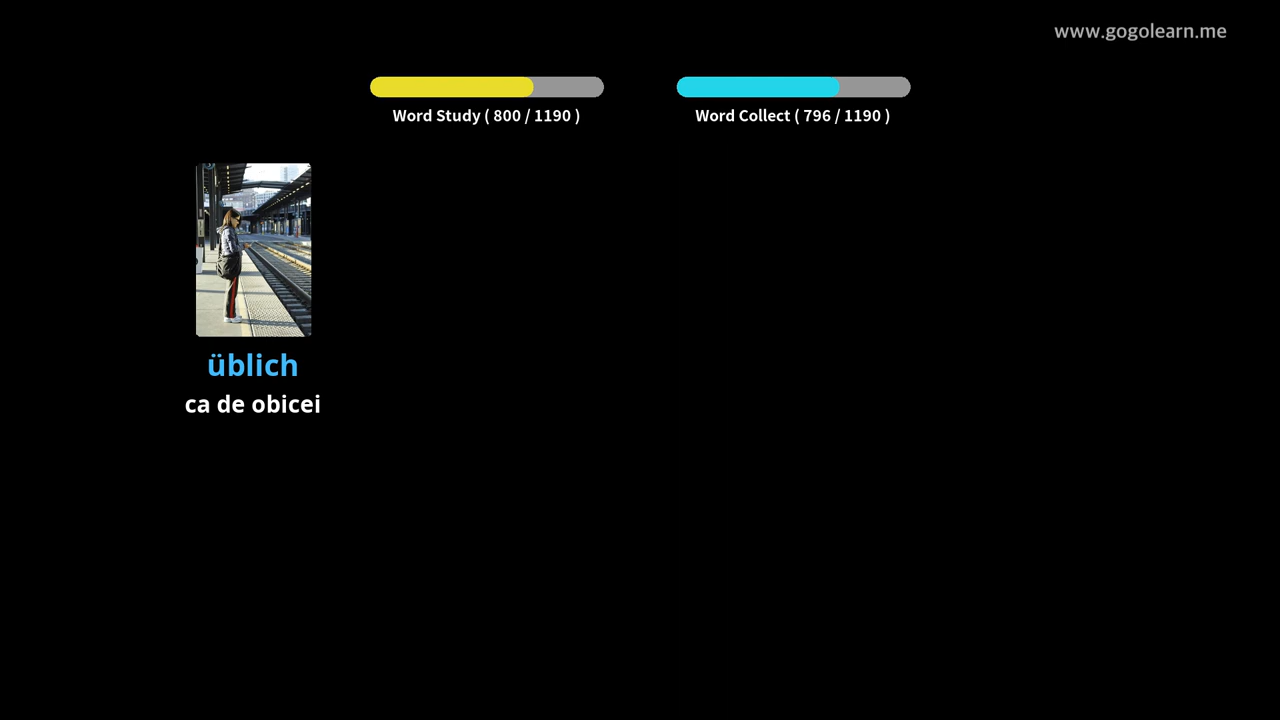 www.gogolearn.me
Word Study ( 800 / 1190 )
Word Collect ( 796 / 1190 )
üblich
ca de obicei